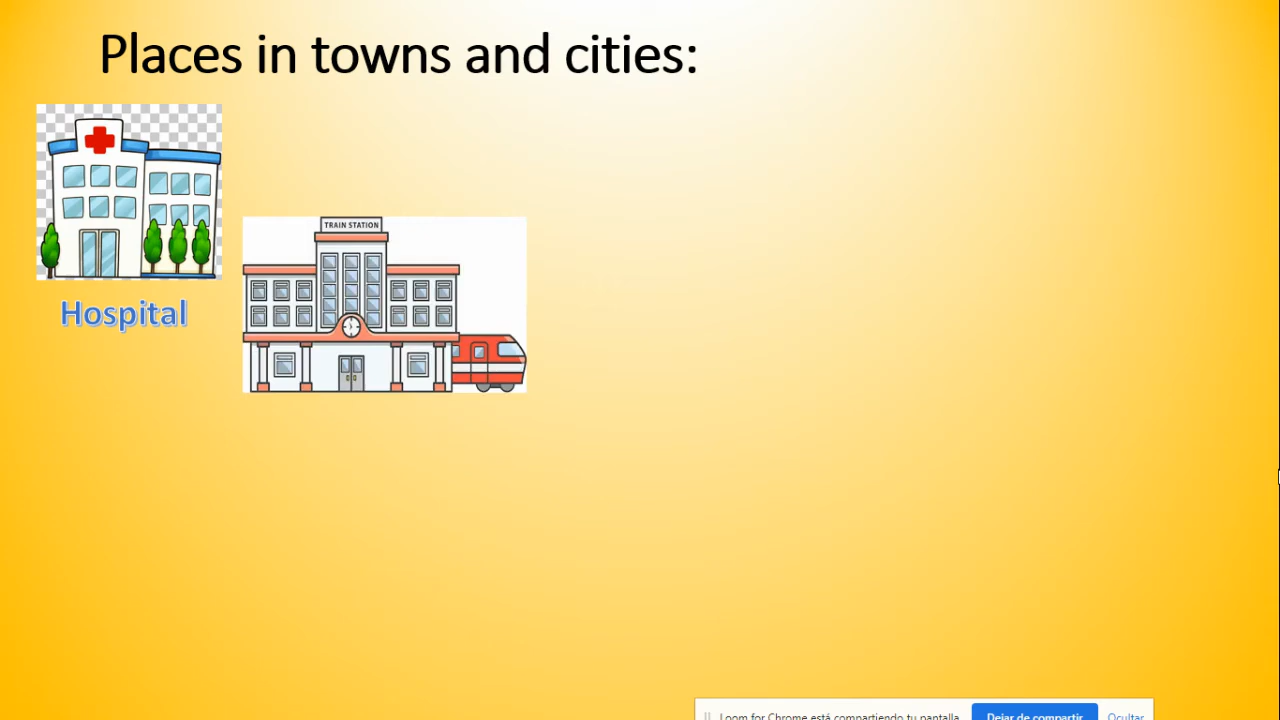 Places in towns and cities:
TRAIN STATION
Hospital
Loom for Chrome está compartiendo tu pantalla.
Dejar de compartir
Ocultar